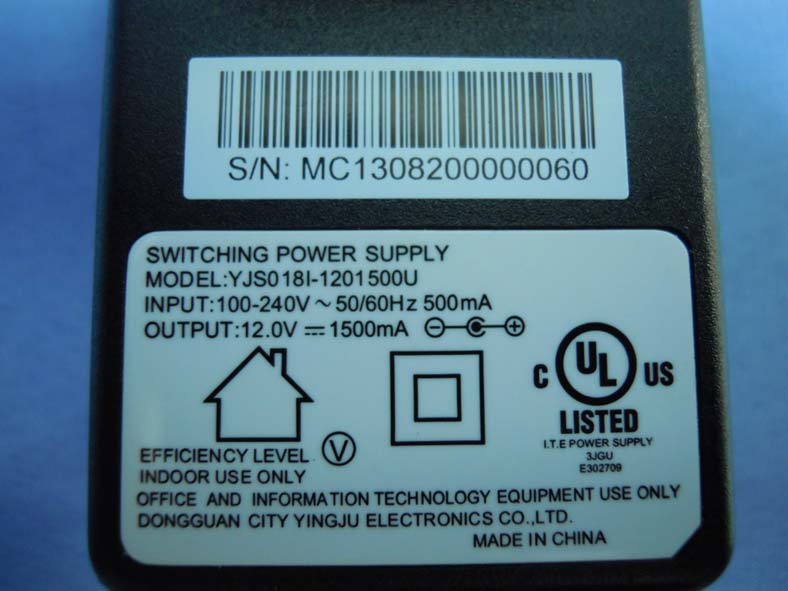 S/N: MC1308200000060
SWITCHING POWER SUPPLY
MODEL:YJS018I-1201500U
INPUT:100-240V ~ 50/60Hz 500mA
OUTPUT:12.0V ⎓ 1500mA
C UL US
LISTED
I.T.E POWER SUPPLY
3JGU
E302709
EFFICIENCY LEVEL V
INDOOR USE ONLY
OFFICE AND INFORMATION TECHNOLOGY EQUIPMENT USE ONLY
DONGGUAN CITY YINGJU ELECTRONICS CO.,LTD.
MADE IN CHINA